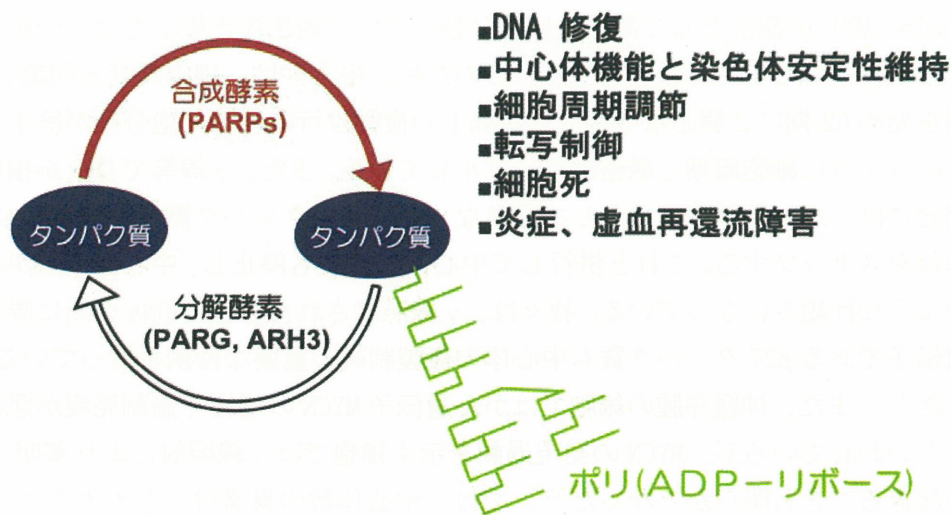 ■DNA 修復
■中心体機能と染色体安定性維持
■細胞周期調節
■転写制御
■細胞死
■炎症、虚血再還流障害
合成酵素
(PARPs)
タンパク質
タンパク質
分解酵素
(PARG, ARH3)
ポリ(ADP－リボース)